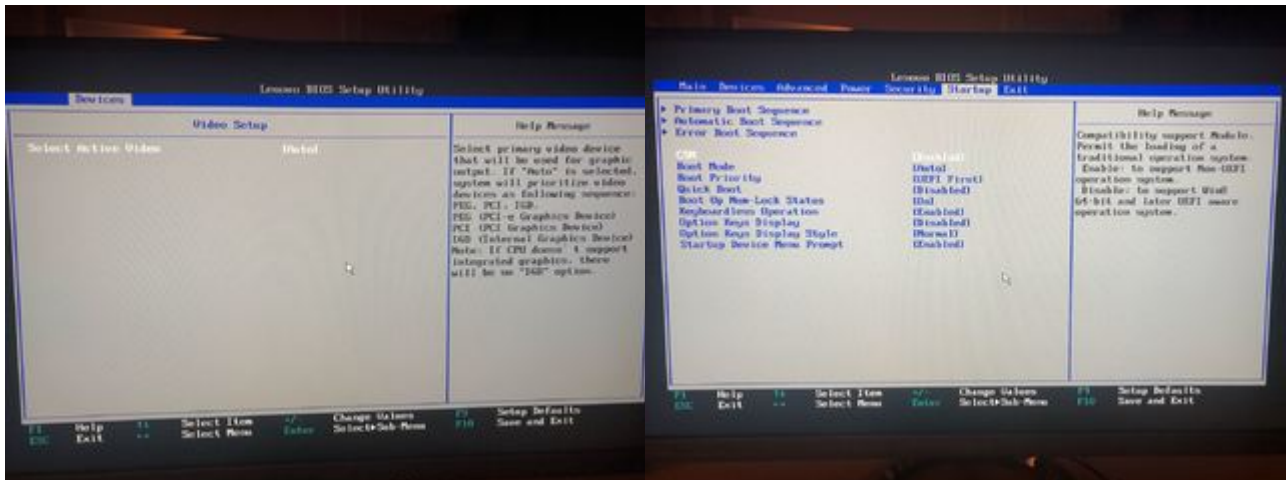 Lenovo BIOS Setup Utility
Devices
Video Setup
Help Message
Select Active Video [Auto]
Select primary video device
that will be used for graphic
output. If "Auto" is selected,
system will prioritize video
devices as following sequence:
PEG, PCI, IGD.
PEG (PCI-e Graphics Device)
PCI (PCI Graphics Device)
IGD (Internal Graphics Device)
Note: If CPU doesn't support
integrated graphics, there
will be no "IGD" option.
F1 Help ↑↓ Select Item +/- Change Values F9 Setup Defaults
ESC Exit ↔ Select Menu Enter Select▸Sub-Menu F10 Save and Exit
Lenovo BIOS Setup Utility
Main Devices Advanced Power Security Startup Exit
Primary Boot Sequence
Automatic Boot Sequence
Error Boot Sequence
CSM [Enabled]
Boot Mode [Auto]
Boot Priority [UEFI First]
Quick Boot [Disabled]
Boot Up Num-Lock Status [On]
Keyboardless Operation [Enabled]
Option Keys Display [Disabled]
Option Keys Display Style [Normal]
Startup Device Menu Prompt [Enabled]
Help Message
Compatibility support Module.
Permit the loading of a
traditional operation system.
Enable: to support Non-UEFI
operation system.
Disable: to support Win8
64-bit and later UEFI aware
operation system.
F1 Help ↑↓ Select Item +/- Change Values F9 Setup Defaults
ESC Exit ↔ Select Menu Enter Select▸Sub-Menu F10 Save and Exit